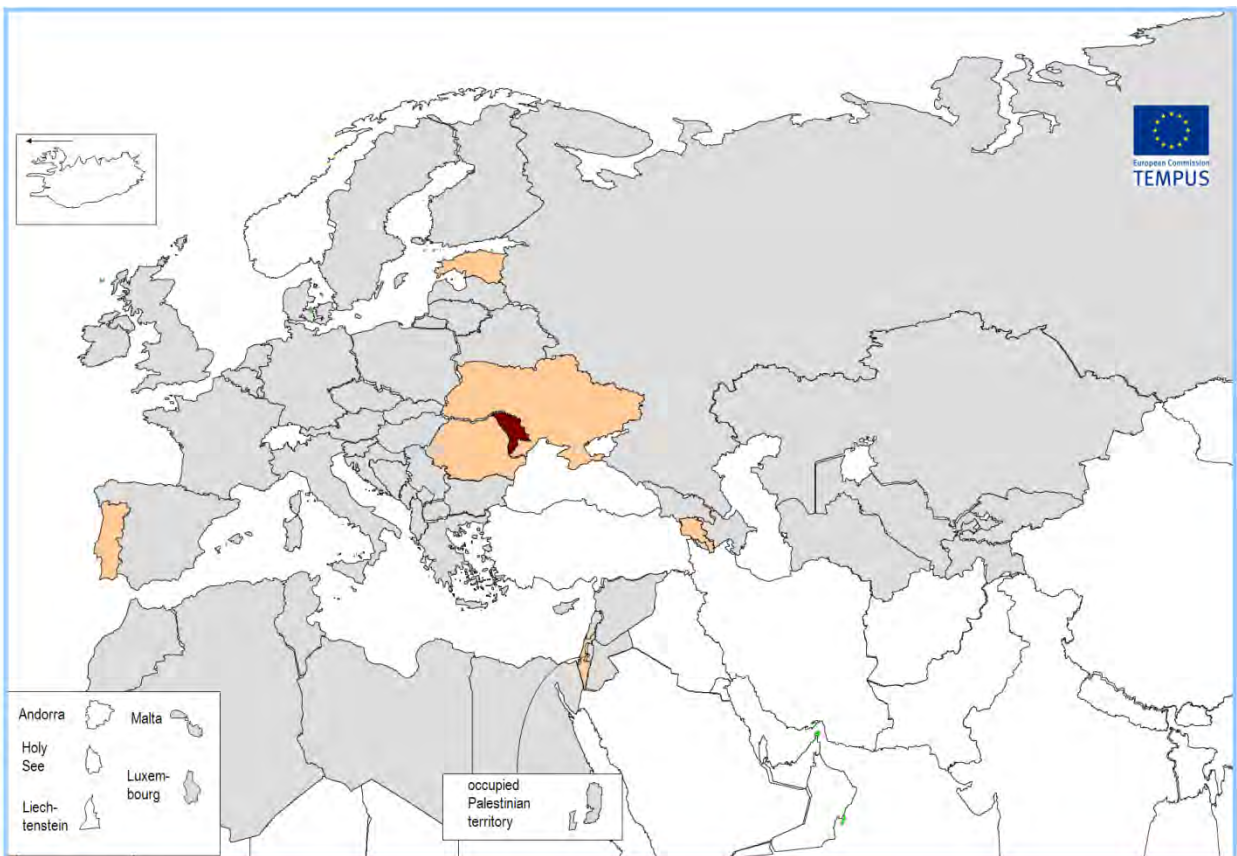 European Commission
TEMPUS
Andorra
Malta
Holy
See
Luxem-
bourg
Liech-
tenstein
occupied
Palestinian
territory